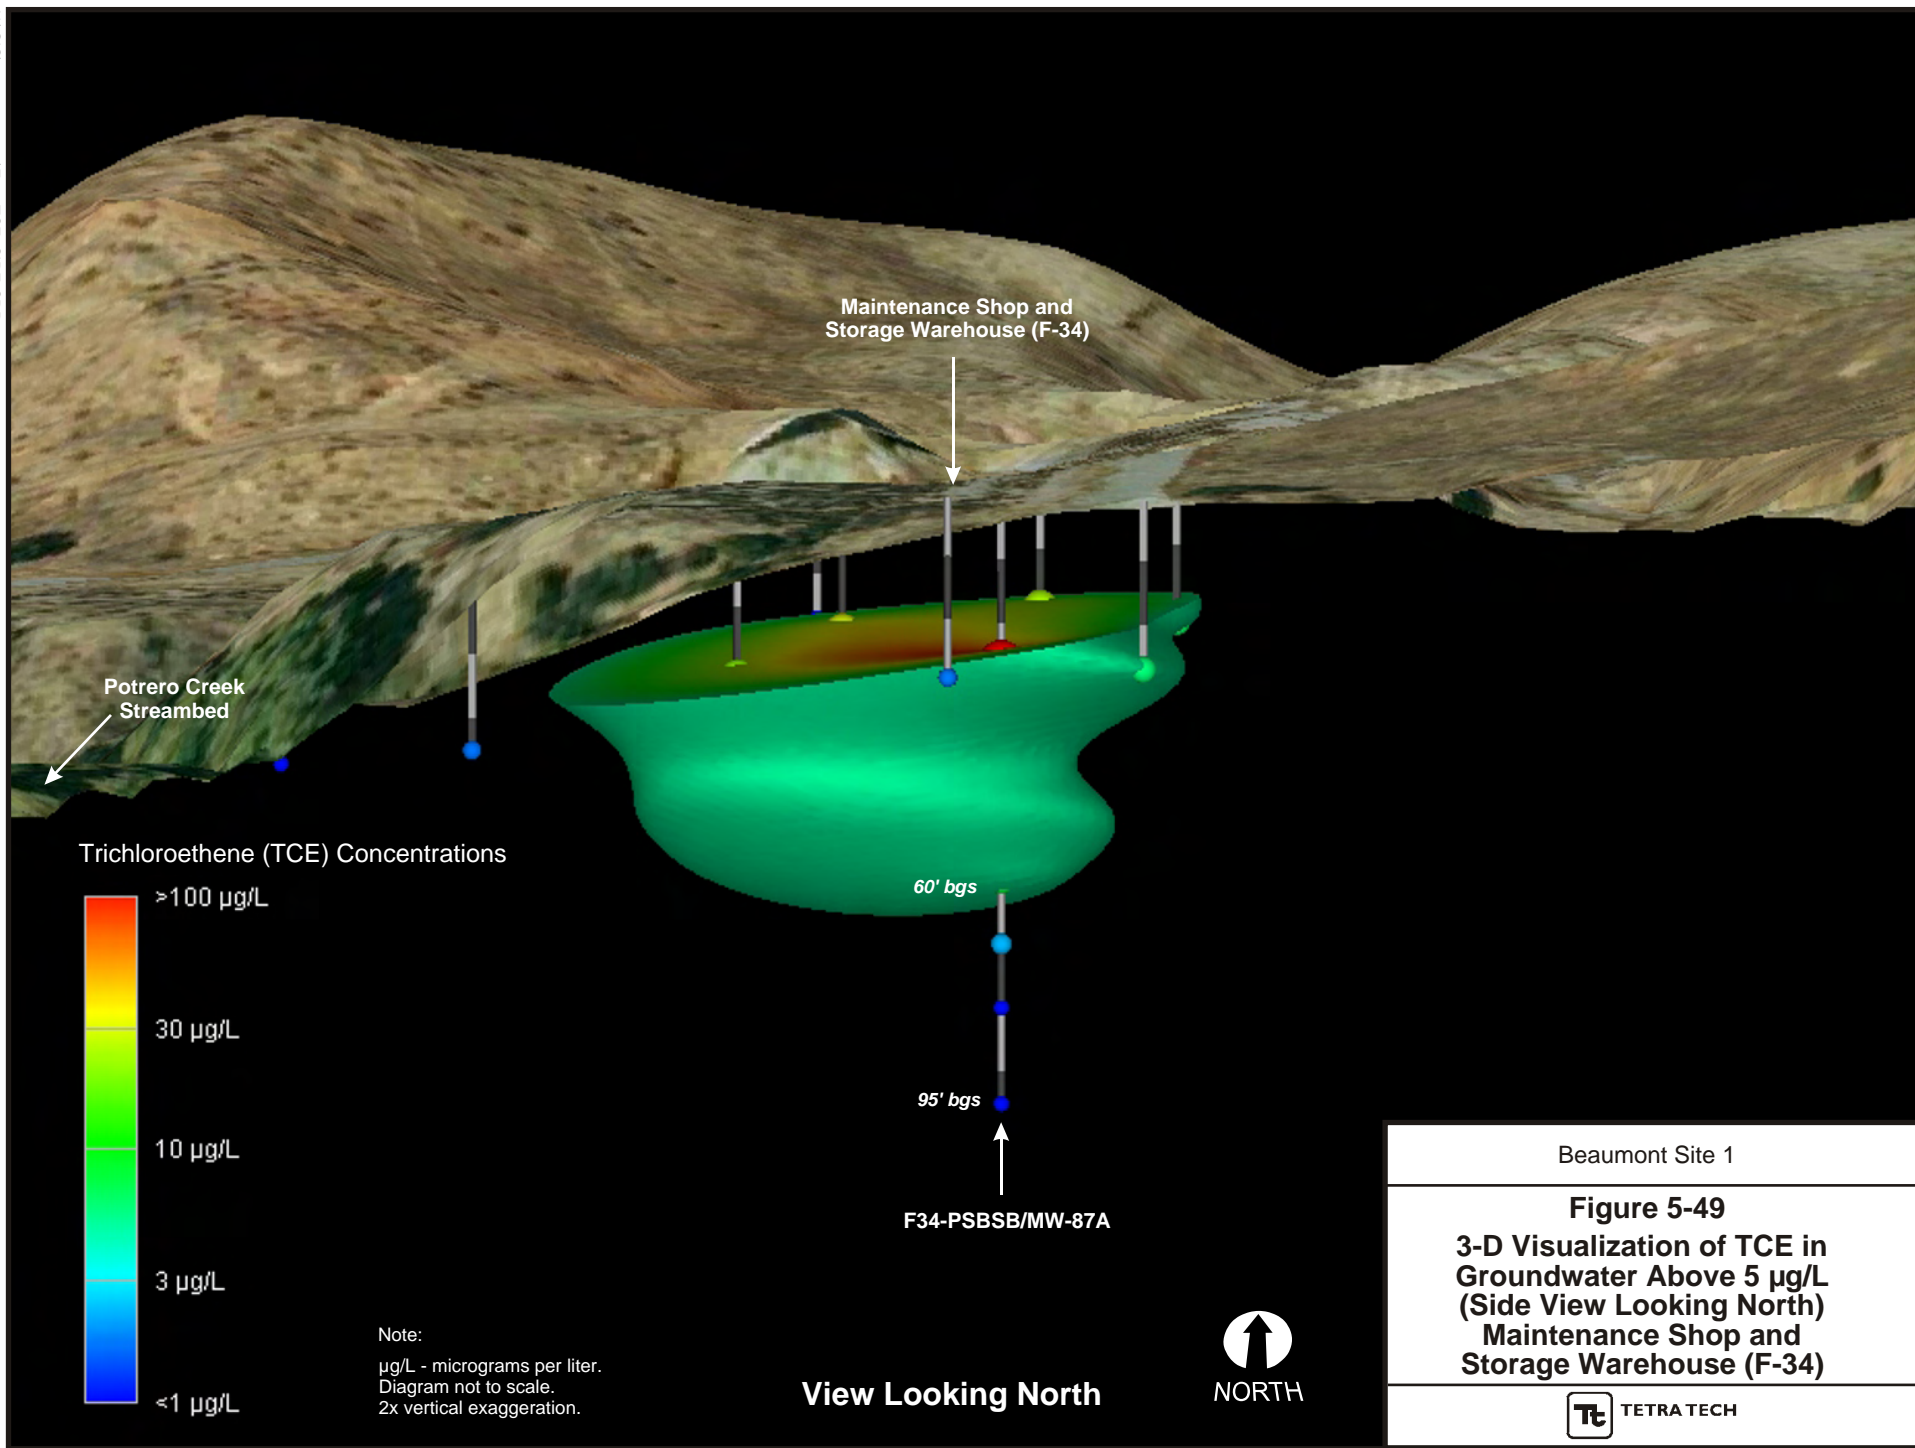 Maintenance Shop and
Storage Warehouse (F-34)
Potrero Creek
Streambed
Trichloroethene (TCE) Concentrations
>100 µg/L
30 µg/L
10 µg/L
3 µg/L
<1 µg/L
60' bgs
95' bgs
F34-PSBSB/MW-87A
Note:
µg/L - micrograms per liter.
Diagram not to scale.
2x vertical exaggeration.
View Looking North
NORTH
Beaumont Site 1
Figure 5-49
3-D Visualization of TCE in
Groundwater Above 5 µg/L
(Side View Looking North)
Maintenance Shop and
Storage Warehouse (F-34)
Tt TETRA TECH